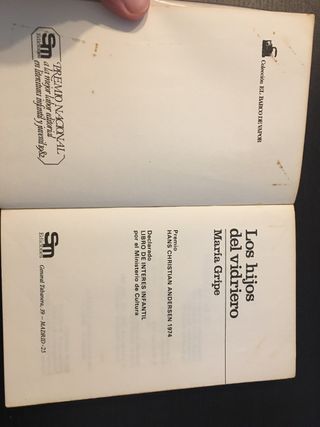 Colección: EL BARCO DE VAPOR
SM
EDICIONES
PREMIO NACIONAL
a la mejor labor editorial
en literatura infantil y juvenil 1982
Los hijos
del vidriero
María Gripe
Premio
HANS CHRISTIAN ANDERSEN 1974
Declarado
LIBRO DE INTERES INFANTIL
por el Ministerio de Cultura
SM
EDICIONES
General Tabanera, 39 – MADRID-25